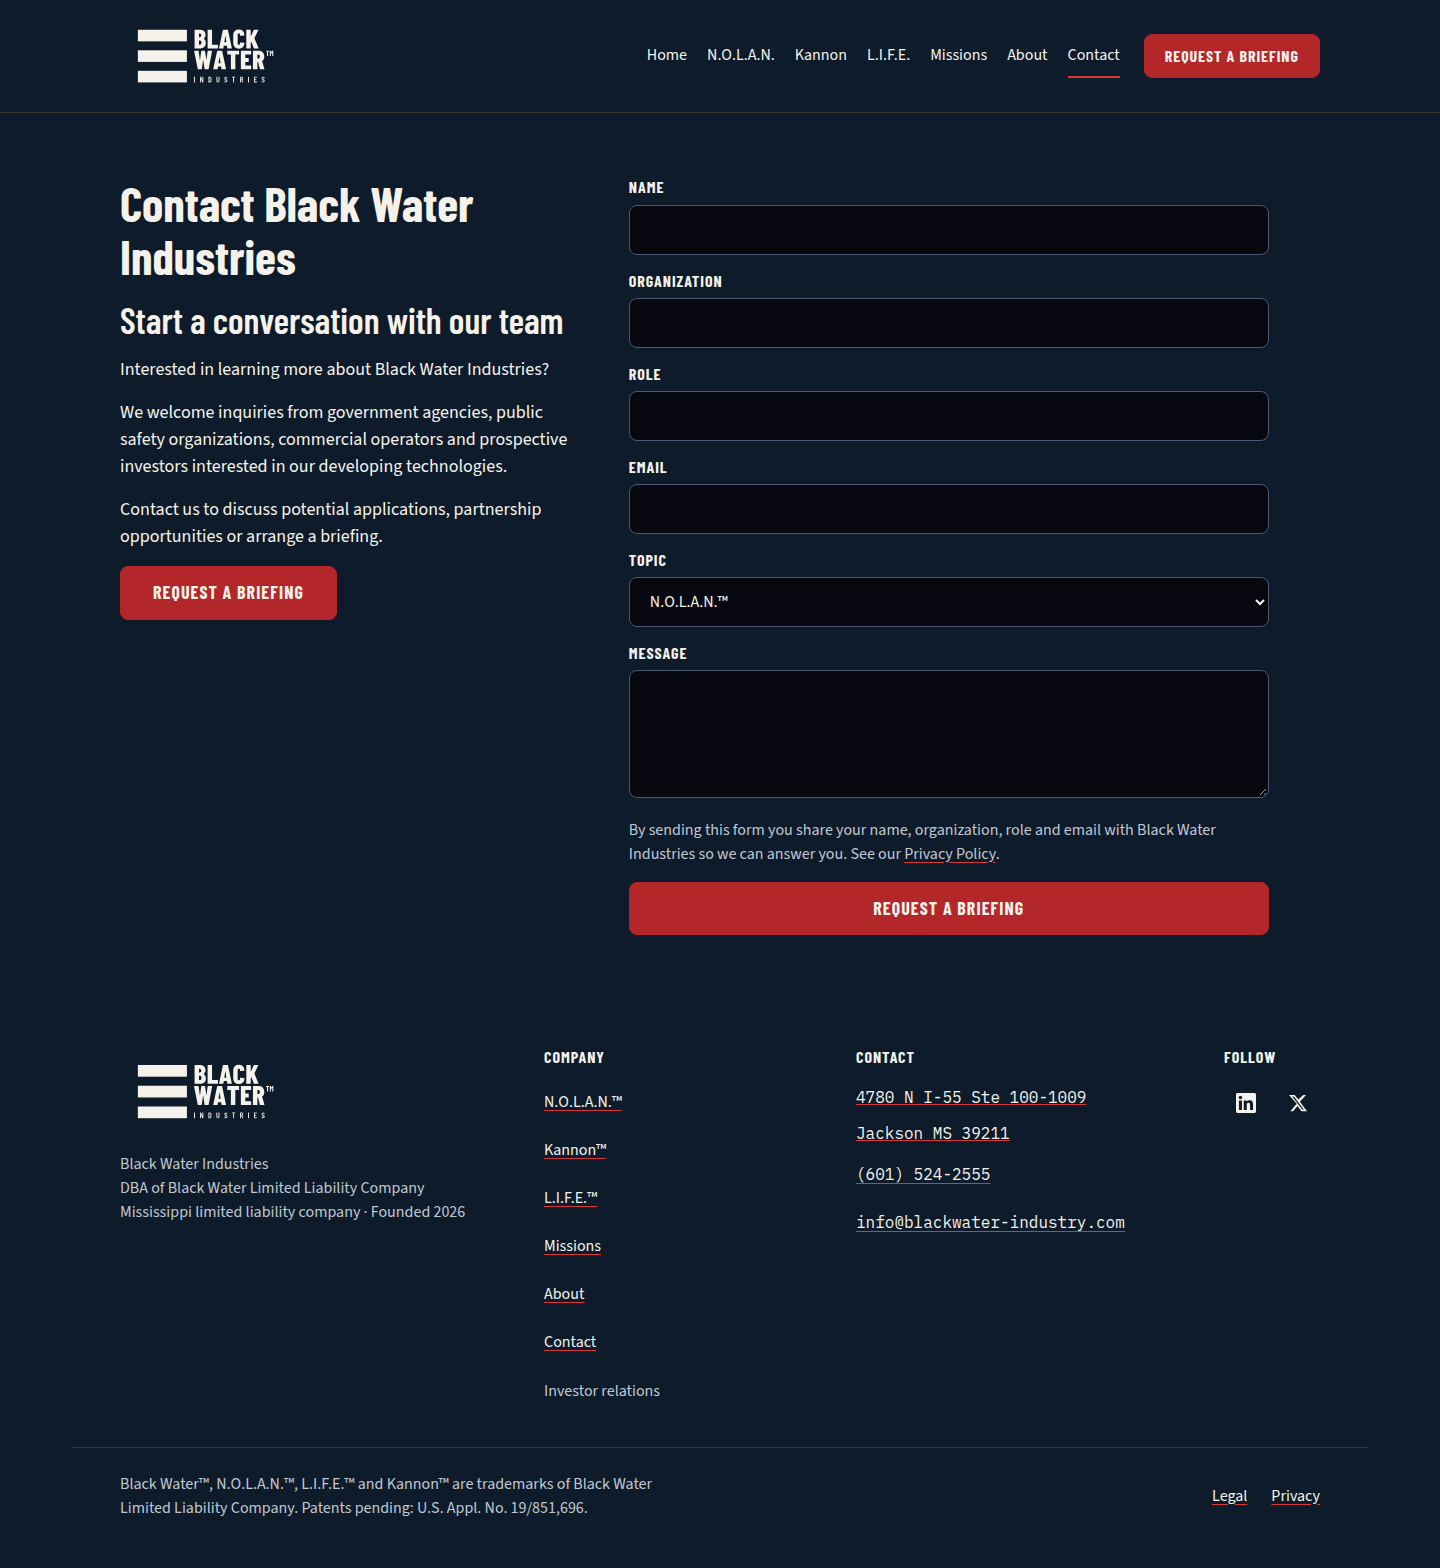 BLACK
WATER™
INDUSTRIES
Home N.O.L.A.N. Kannon L.I.F.E. Missions About Contact REQUEST A BRIEFING
Contact Black Water
Industries
Start a conversation with our team
Interested in learning more about Black Water Industries?
We welcome inquiries from government agencies, public
safety organizations, commercial operators and prospective
investors interested in our developing technologies.
Contact us to discuss potential applications, partnership
opportunities or arrange a briefing.
REQUEST A BRIEFING
NAME
ORGANIZATION
ROLE
EMAIL
TOPIC
N.O.L.A.N.™
MESSAGE
By sending this form you share your name, organization, role and email with Black Water
Industries so we can answer you. See our Privacy Policy.
REQUEST A BRIEFING
BLACK
WATER™
INDUSTRIES
Black Water Industries
DBA of Black Water Limited Liability Company
Mississippi limited liability company · Founded 2026
COMPANY
N.O.L.A.N.™
Kannon™
L.I.F.E.™
Missions
About
Contact
Investor relations
CONTACT
4780 N I-55 Ste 100-1009
Jackson MS 39211
(601) 524-2555
info@blackwater-industry.com
FOLLOW
Black Water™, N.O.L.A.N.™, L.I.F.E.™ and Kannon™ are trademarks of Black Water
Limited Liability Company. Patents pending: U.S. Appl. No. 19/851,696.
Legal Privacy